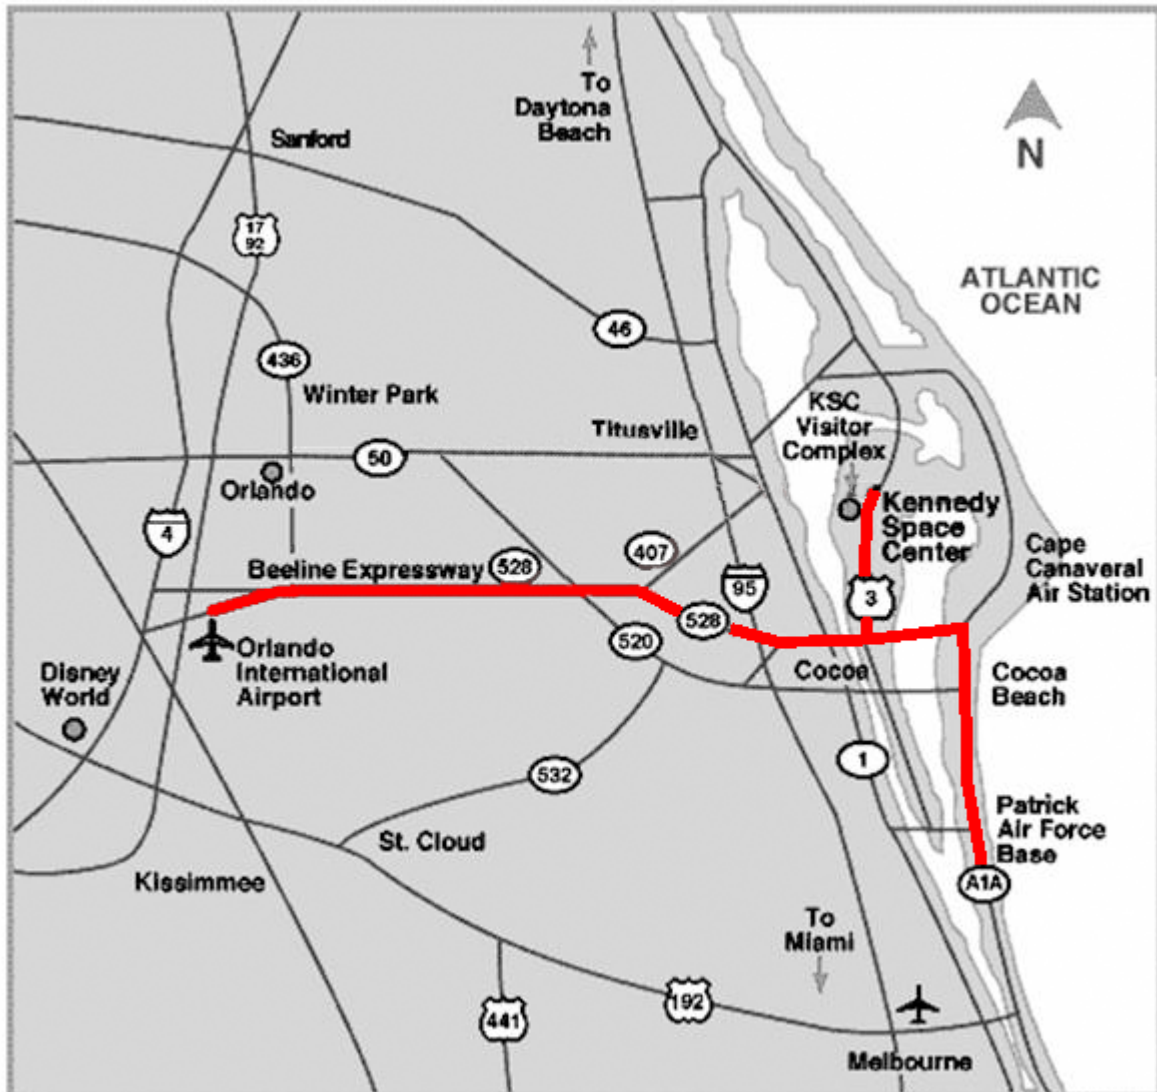 To
Daytona
Beach
Sanford
N
17
92
ATLANTIC
OCEAN
46
436
Winter Park
KSC
Visitor
Complex
Titusville
50
Orlando
Kennedy
Space
Center
4
407
Cape
Canaveral
Air Station
Beeline Expressway
528
95
3
528
520
Orlando
International
Airport
Disney
World
Cocoa
Cocoa
Beach
1
532
Patrick
Air Force
Base
St. Cloud
Kissimmee
A1A
To
Miami
192
441
Melbourne